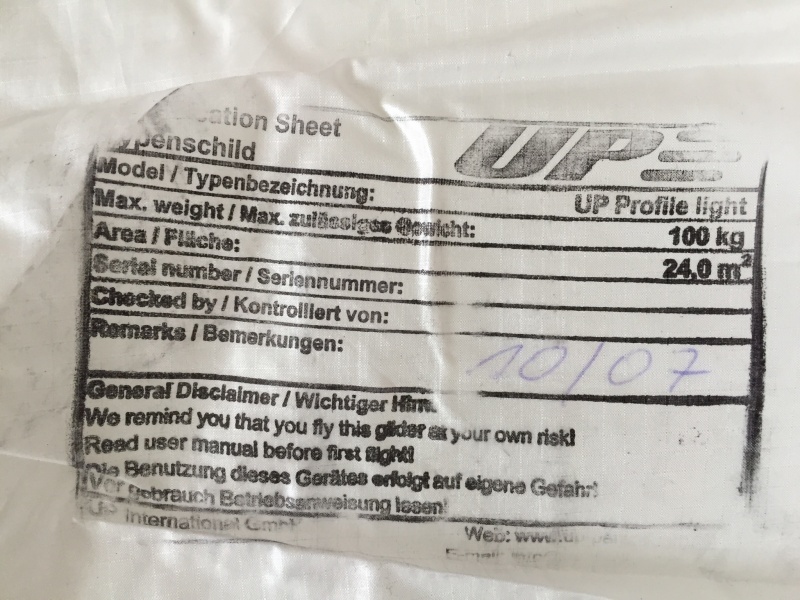 ation Sheet
UP
Typenschild
Model / Typenbezeichnung: UP Profile light
Max. weight / Max. zulässiges Gewicht: 100 kg
Area / Fläche: 24,0 m²
Serial number / Seriennummer:
Checked by / Kontrolliert von:
Remarks / Bemerkungen: 10/07
General Disclaimer / Wichtiger
We remind you that you fly this glider at your own risk!
Read user manual before first flight!
Die Benutzung dieses Gerätes erfolgt auf eigene Gefahr!
Vor Gebrauch Betriebsanweisung lesen!
UP International GmbH
Web: